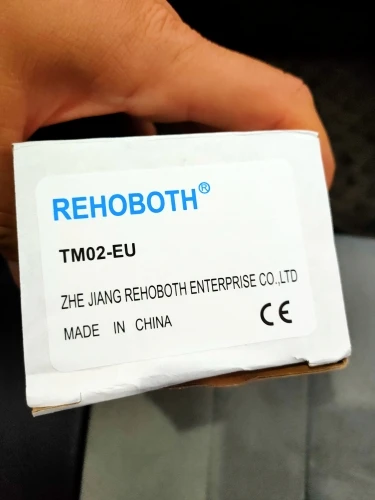 REHOBOTH®
TM02-EU
ZHE JIANG REHOBOTH ENTERPRISE CO.,LTD
MADE IN CHINA
CE